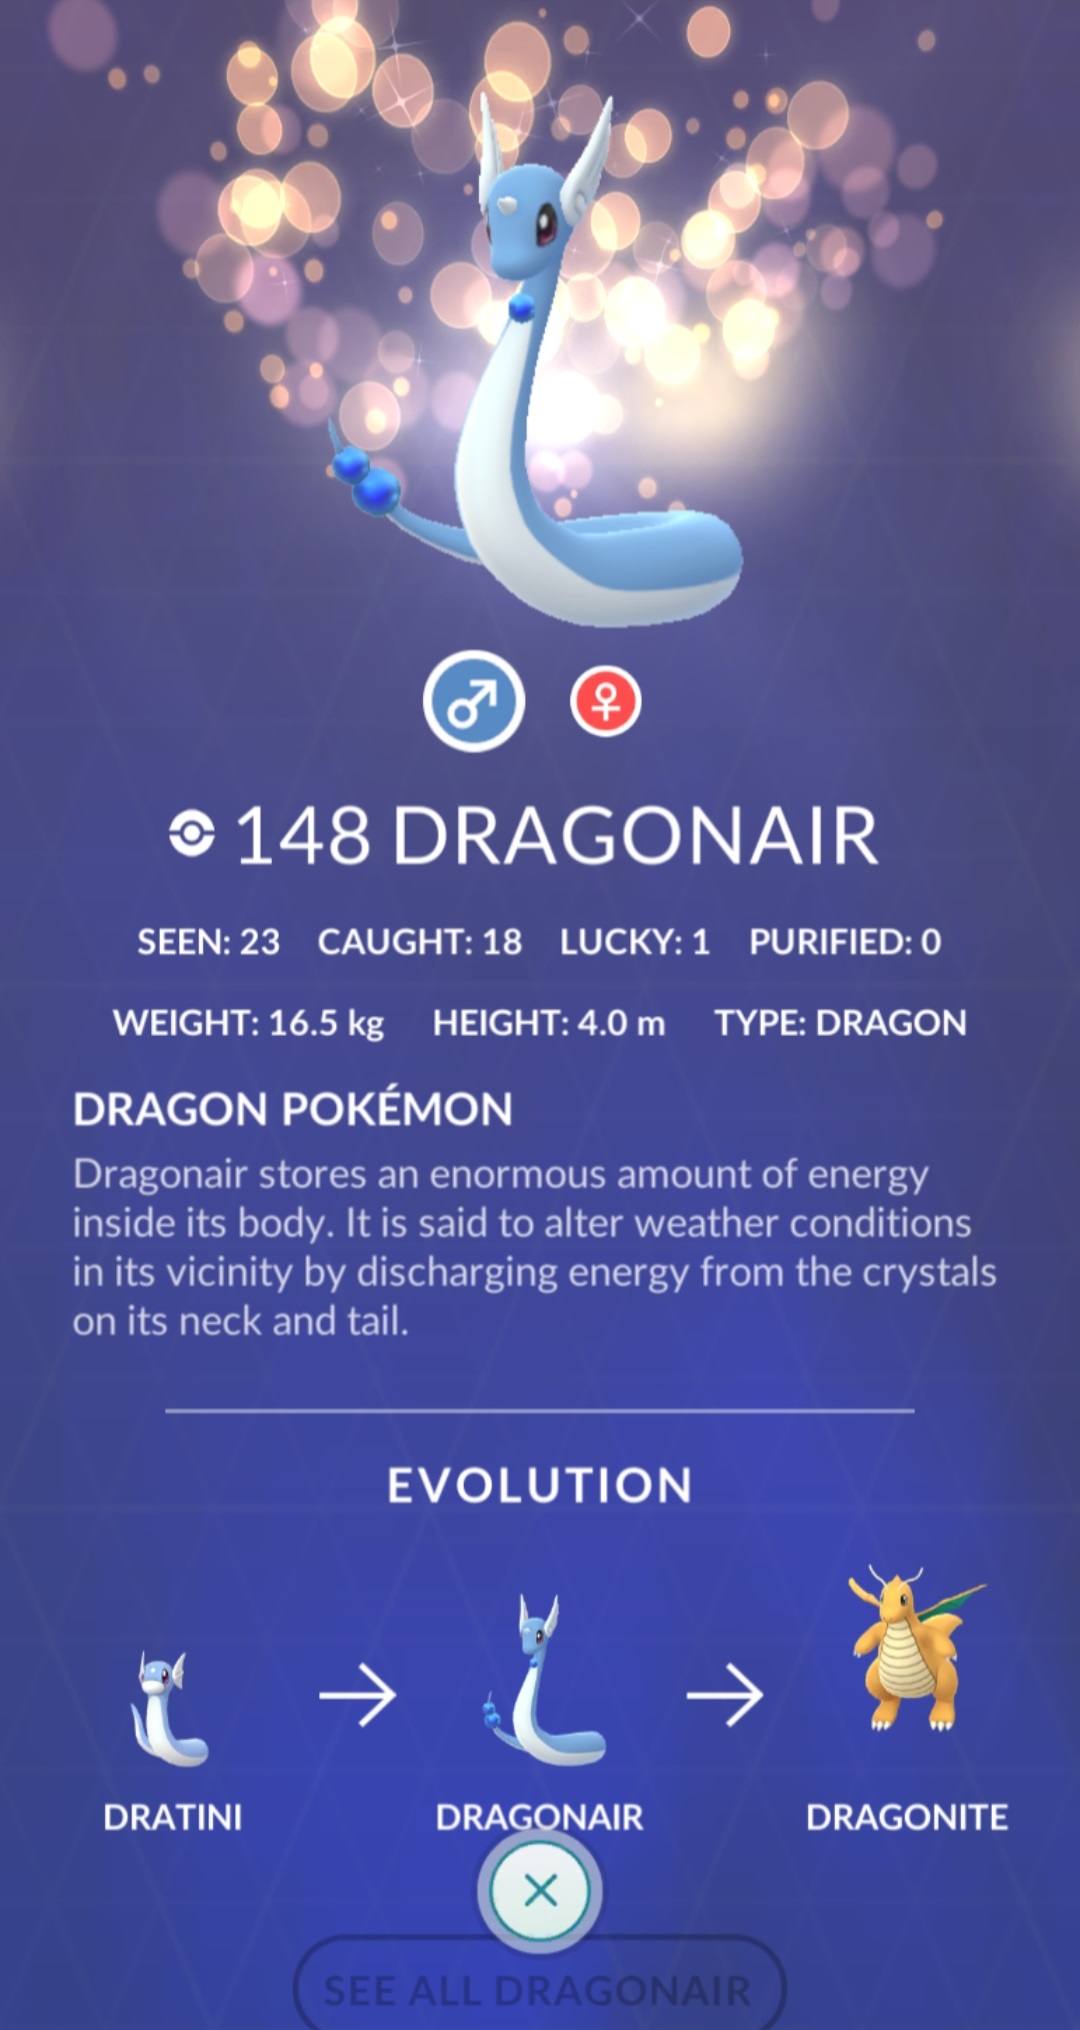 148 DRAGONAIR
SEEN: 23 CAUGHT: 18 LUCKY: 1 PURIFIED: 0
WEIGHT: 16.5 kg HEIGHT: 4.0 m TYPE: DRAGON
DRAGON POKÉMON
Dragonair stores an enormous amount of energy
inside its body. It is said to alter weather conditions
in its vicinity by discharging energy from the crystals
on its neck and tail.
EVOLUTION
DRATINI DRAGONAIR DRAGONITE
SEE ALL DRAGONAIR